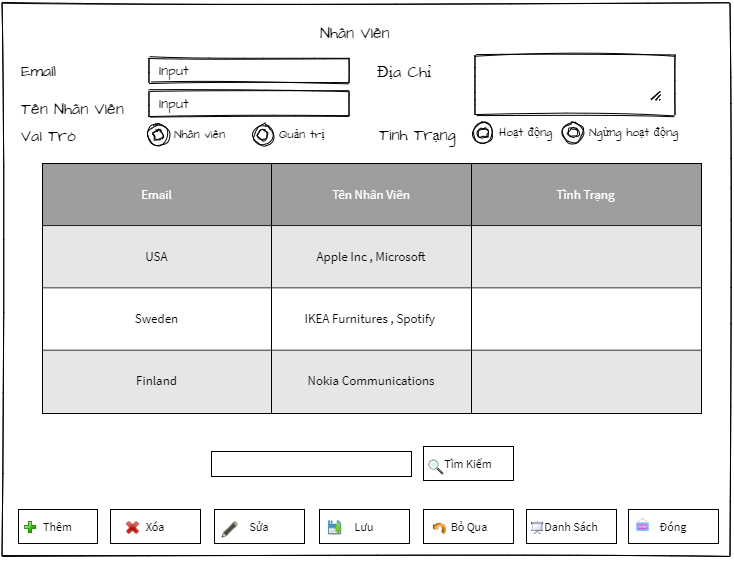 Nhân Viên
Email
Input
Địa Chỉ
Tên Nhân Viên
Input
Vai Trò
Nhân viên
Quản trị
Tình Trạng
Hoạt động
Ngừng hoạt động
Email
Tên Nhân Viên
Tình Trạng
USA
Apple Inc , Microsoft
Sweden
IKEA Furnitures , Spotify
Finland
Nokia Communications
Tìm Kiếm
Thêm
Xóa
Sửa
Lưu
Bỏ Qua
Danh Sách
Đóng